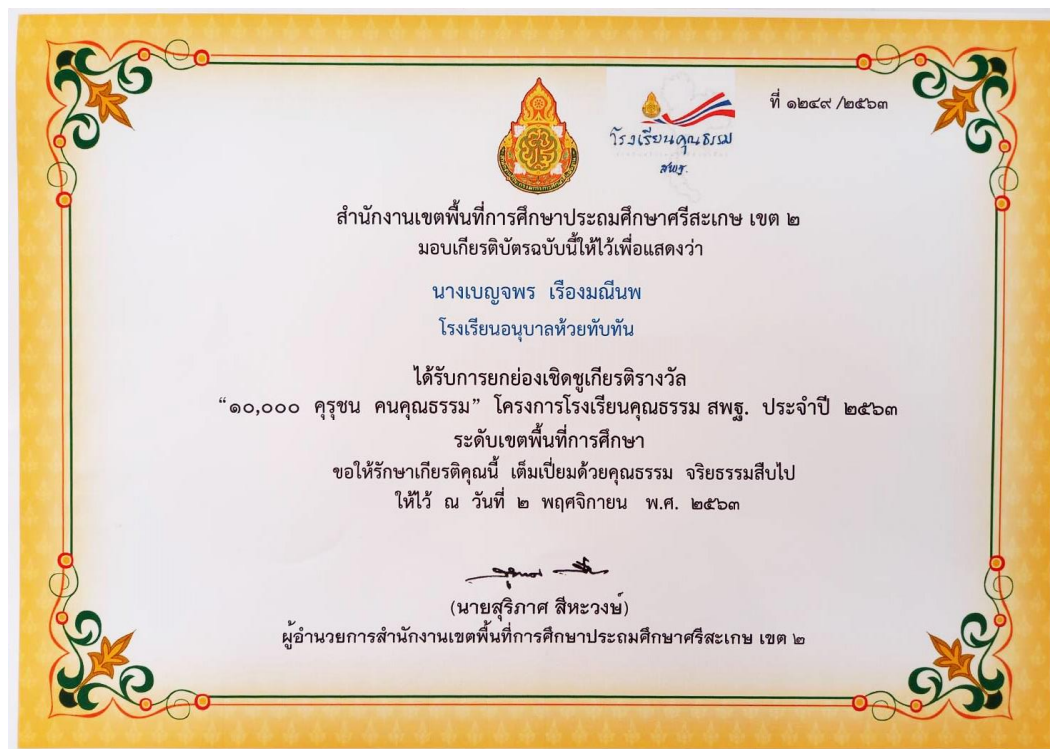 ที่ ๑๒๔๙ /๒๕๖๓
โรงเรียนคุณธรรม
สพฐ.
สำนักงานเขตพื้นที่การศึกษาประถมศึกษาศรีสะเกษ เขต ๒
มอบเกียรติบัตรฉบับนี้ให้ไว้เพื่อแสดงว่า
นางเบญจพร เรืองมณีนพ
โรงเรียนอนุบาลห้วยทับทัน
ได้รับการยกย่องเชิดชูเกียรติรางวัล
“๑๐,๐๐๐ คุรุชน คนคุณธรรม” โครงการโรงเรียนคุณธรรม สพฐ. ประจำปี ๒๕๖๓
ระดับเขตพื้นที่การศึกษา
ขอให้รักษาเกียรติคุณนี้ เต็มเปี่ยมด้วยคุณธรรม จริยธรรมสืบไป
ให้ไว้ ณ วันที่ ๒ พฤศจิกายน พ.ศ. ๒๕๖๓
(นายสุริภาศ สีหะวงษ์)
ผู้อำนวยการสำนักงานเขตพื้นที่การศึกษาประถมศึกษาศรีสะเกษ เขต ๒